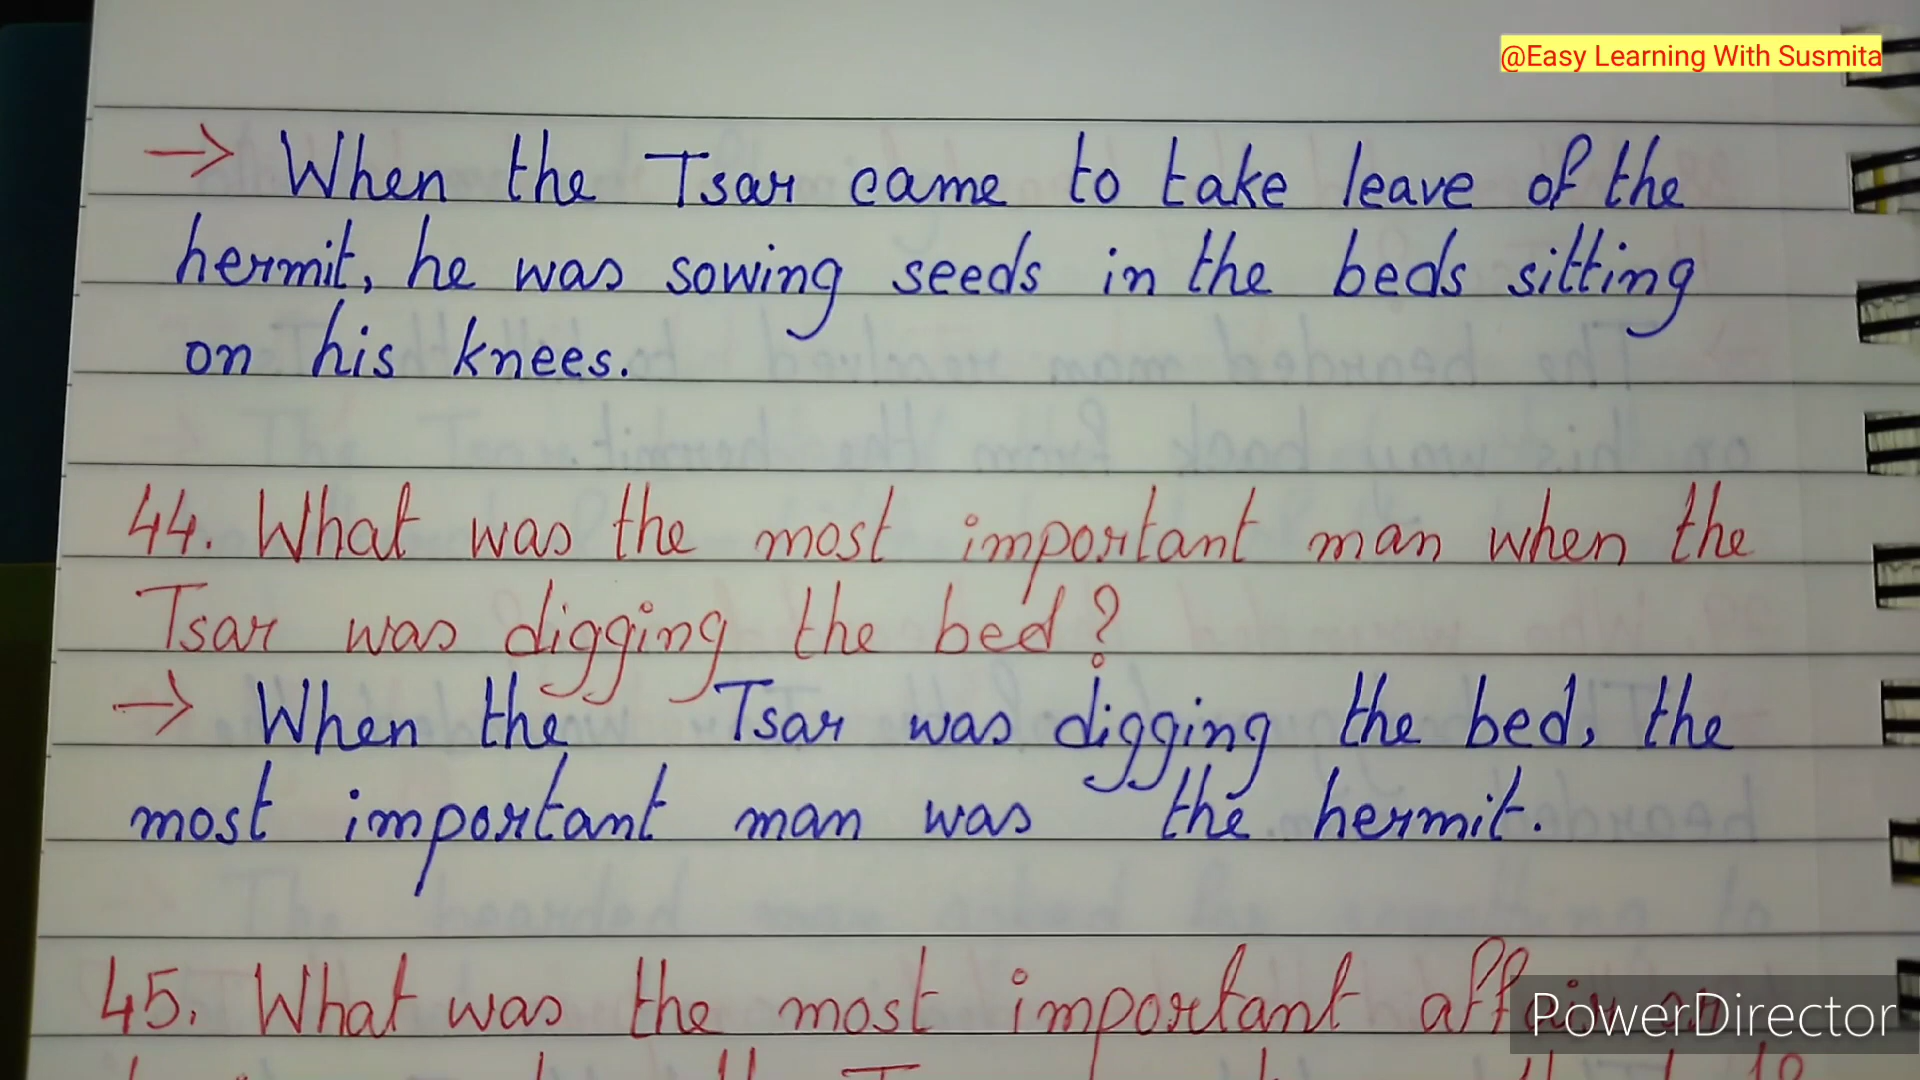 @Easy Learning With Susmita
→ When the Tsar came to take leave of the
hermit, he was sowing seeds in the beds sitting
on his knees.
44. What was the most important man when the
Tsar was digging the bed?
→ When the Tsar was digging the bed, the
most important man was the hermit.
45. What was the most important
PowerDirector